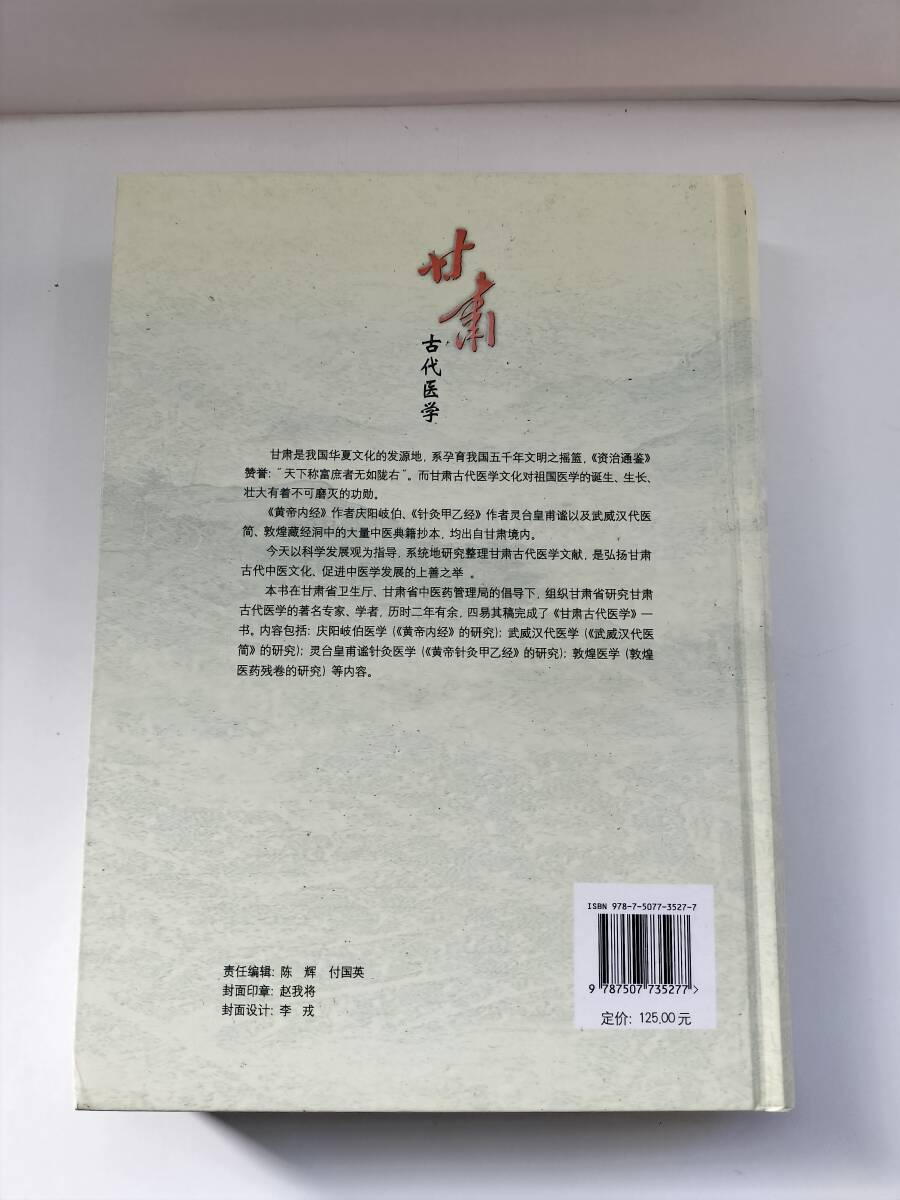 甘肃
古代医学
甘肃是我国华夏文化的发源地，系孕育我国五千年文明之摇篮，《资治通鉴》
赞誉：“天下称富庶者无如陇右”。而甘肃古代医学文化对祖国医学的诞生、生长、
壮大有着不可磨灭的功勋。
《黄帝内经》作者庆阳岐伯、《针灸甲乙经》作者灵台皇甫谧以及武威汉代医
简、敦煌藏经洞中的大量中医典籍抄本，均出自甘肃境内。
今天以科学发展观为指导，系统地研究整理甘肃古代医学文献，是弘扬甘肃
古代中医文化、促进中医学发展的上善之举 。
本书在甘肃省卫生厅、甘肃省中医药管理局的倡导下，组织甘肃省研究甘肃
古代医学的著名专家、学者，历时二年有余，四易其稿完成了《甘肃古代医学》一
书。内容包括：庆阳岐伯医学（《黄帝内经》的研究）；武威汉代医学（《武威汉代医
简》的研究）；灵台皇甫谧针灸医学（《黄帝针灸甲乙经》的研究）；敦煌医学（敦煌
医药残卷的研究）等内容。
责任编辑：陈 辉 付国英
封面印章：赵我将
封面设计：李 戎
ISBN 978-7-5077-3527-7
9 787507 735277 >
定价：125.00元